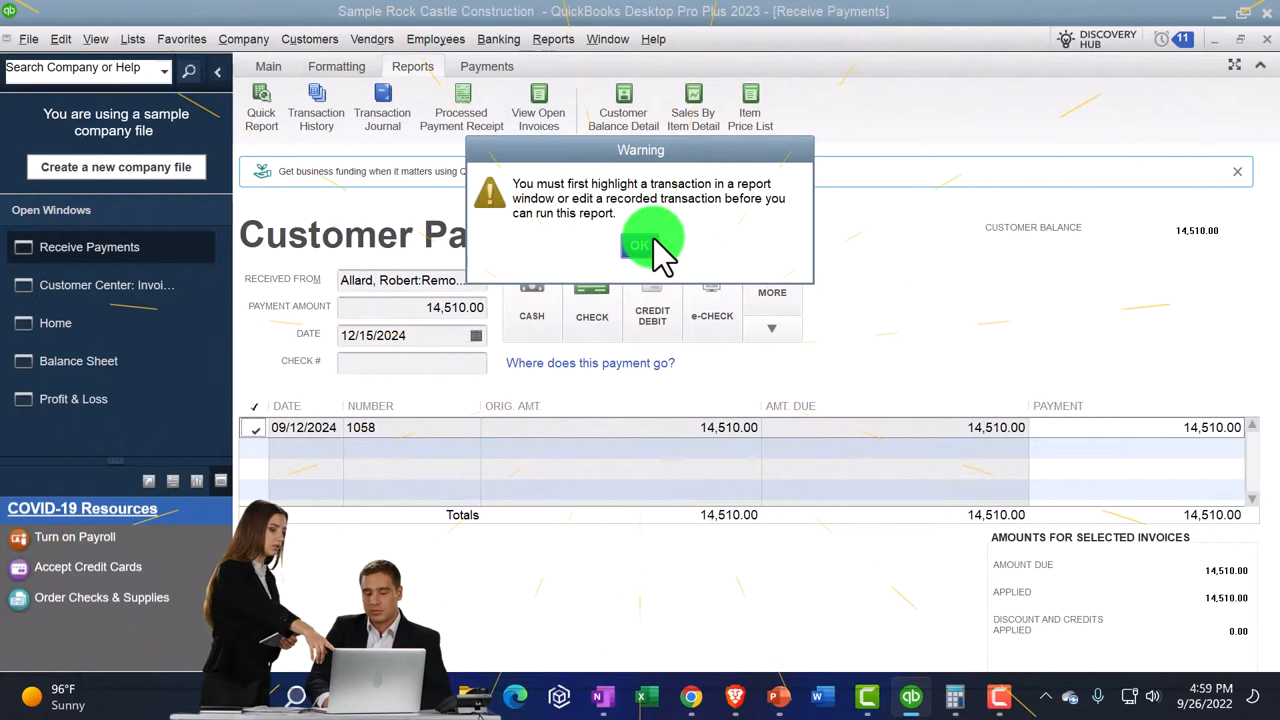 Sample Rock Castle Construction - QuickBooks Desktop Pro Plus 2023 - [Receive Payments]
File Edit View Lists Favorites Company Customers Vendors Employees Banking Reports Window Help
DISCOVERY
HUB
11
Search Company or Help
Main Formatting Reports Payments
You are using a sample
company file
Create a new company file
Quick
Report
Transaction
History
Transaction
Journal
Processed
Payment Receipt
View Open
Invoices
Customer
Balance Detail
Sales By
Item Detail
Item
Price List
Warning
You must first highlight a transaction in a report
window or edit a recorded transaction before you
can run this report.
OK
Get business funding when it matters using Q
Open Windows
Receive Payments
Customer Center: Invoi...
Home
Balance Sheet
Profit & Loss
Customer Pa
CUSTOMER BALANCE 14,510.00
RECEIVED FROM Allard, Robert:Remo...
PAYMENT AMOUNT 14,510.00
DATE 12/15/2024
CHECK #
CASH
CHECK
CREDIT
DEBIT
e-CHECK
MORE
Where does this payment go?
DATE NUMBER ORIG. AMT. AMT. DUE PAYMENT
09/12/2024 1058 14,510.00 14,510.00 14,510.00
Totals 14,510.00 14,510.00 14,510.00
AMOUNTS FOR SELECTED INVOICES
AMOUNT DUE 14,510.00
APPLIED 14,510.00
DISCOUNT AND CREDITS
APPLIED 0.00
COVID-19 Resources
Turn on Payroll
Accept Credit Cards
Order Checks & Supplies
96°F
Sunny
4:59 PM
9/26/2022